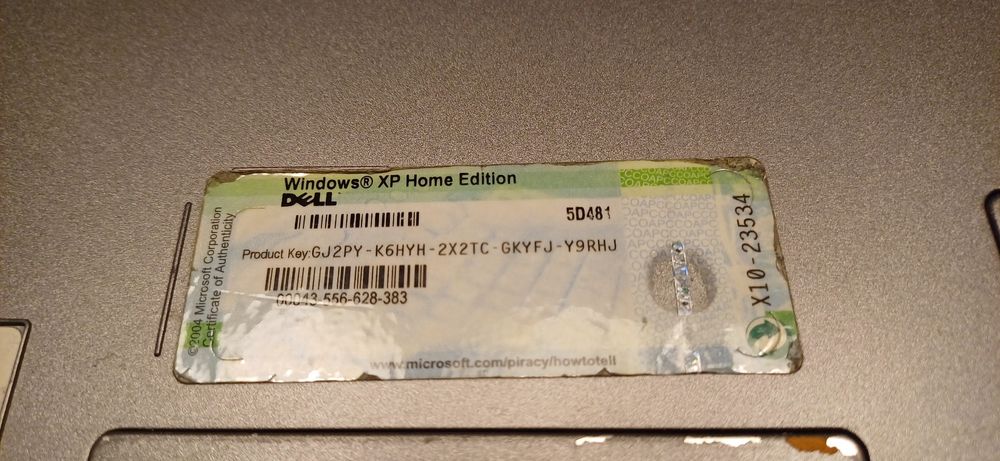 Windows® XP Home Edition
DELL
5D481
Product Key:GJ2PY-K6HYH-2X2TC-GKYFJ-Y9RHJ
00043-556-628-383
www.microsoft.com/piracy/howtotell
©2004 Microsoft Corporation
Certificate of Authenticity
X10-23534